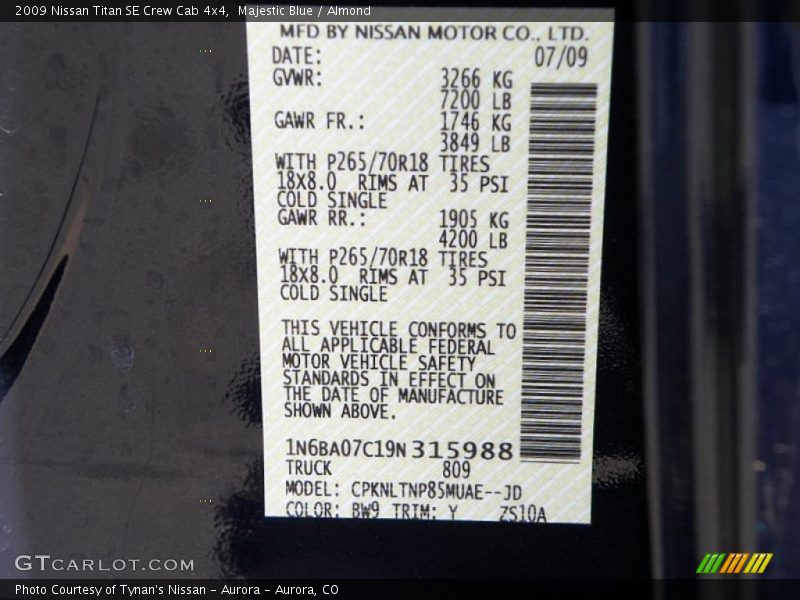 2009 Nissan Titan SE Crew Cab 4x4, Majestic Blue / Almond
MFD BY NISSAN MOTOR CO., LTD.
DATE: 07/09
GVWR: 3266 KG
7200 LB
GAWR FR.: 1746 KG
3849 LB
WITH P265/70R18 TIRES
18X8.0 RIMS AT 35 PSI
COLD SINGLE
GAWR RR.: 1905 KG
4200 LB
WITH P265/70R18 TIRES
18X8.0 RIMS AT 35 PSI
COLD SINGLE
THIS VEHICLE CONFORMS TO
ALL APPLICABLE FEDERAL
MOTOR VEHICLE SAFETY
STANDARDS IN EFFECT ON
THE DATE OF MANUFACTURE
SHOWN ABOVE.
1N6BA07C19N315988
TRUCK 809
MODEL: CPKNLTNP85MUAE--JD
COLOR: BW9 TRIM: Y ZS10A
GTCARLOT.COM
Photo Courtesy of Tynan's Nissan - Aurora - Aurora, CO